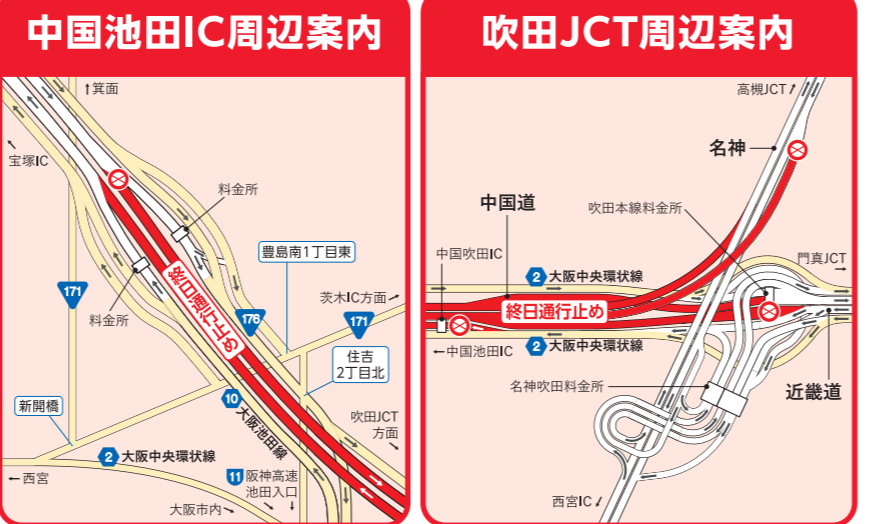 中国池田IC周辺案内
↑箕面
宝塚IC
料金所
豊島南1丁目東
171
料金所
終日通行止め
176
茨木IC方面
171
住吉
2丁目北
新開橋
10
大阪池田線
吹田JCT
方面
2 大阪中央環状線
←西宮
11 阪神高速
池田入口
大阪市内
吹田JCT周辺案内
高槻JCT
名神
中国道
吹田本線料金所
中国吹田IC
2 大阪中央環状線
門真JCT
終日通行止め
←中国池田IC
2 大阪中央環状線
名神吹田料金所
近畿道
西宮IC